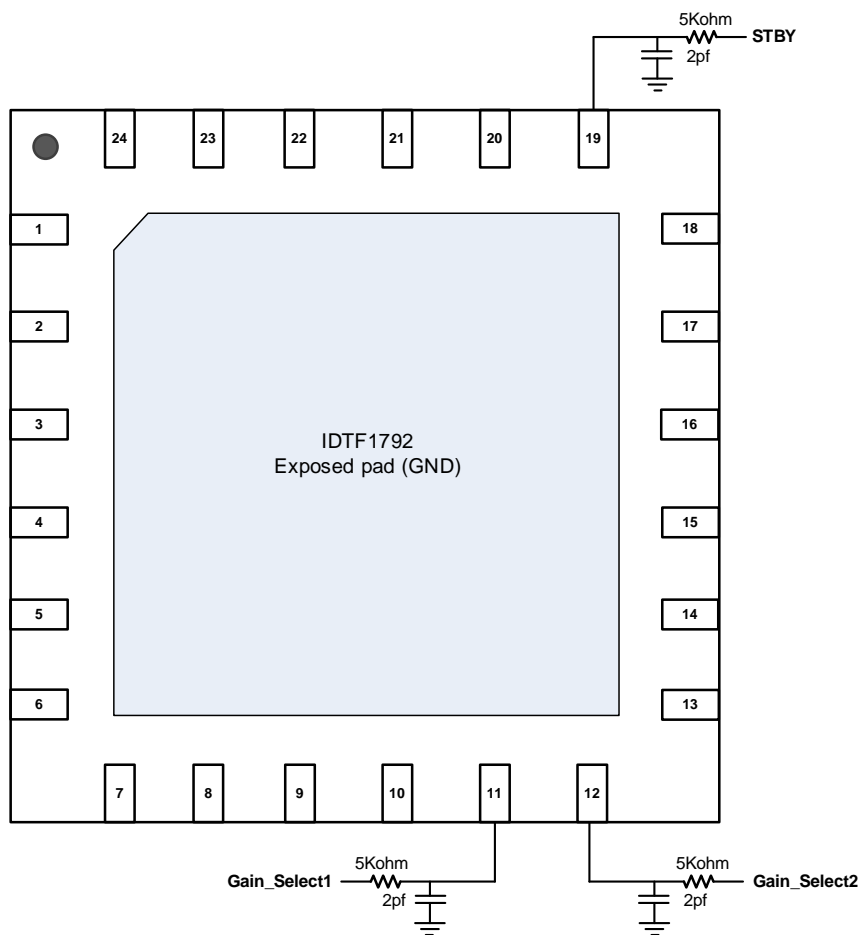 5Kohm
STBY
2pf
24 23 22 21 20 19
1
18
2
17
3
16
IDTF1792
Exposed pad (GND)
4
15
5
14
6
13
7 8 9 10 11 12
5Kohm
Gain_Select1
2pf
5Kohm
Gain_Select2
2pf